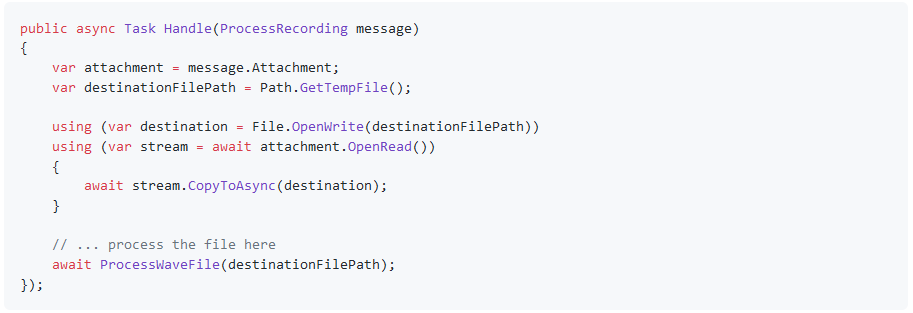 public async Task Handle(ProcessRecording message)
{
    var attachment = message.Attachment;
    var destinationFilePath = Path.GetTempFile();

    using (var destination = File.OpenWrite(destinationFilePath))
    using (var stream = await attachment.OpenRead())
    {
        await stream.CopyToAsync(destination);
    }

    // ... process the file here
    await ProcessWaveFile(destinationFilePath);
});